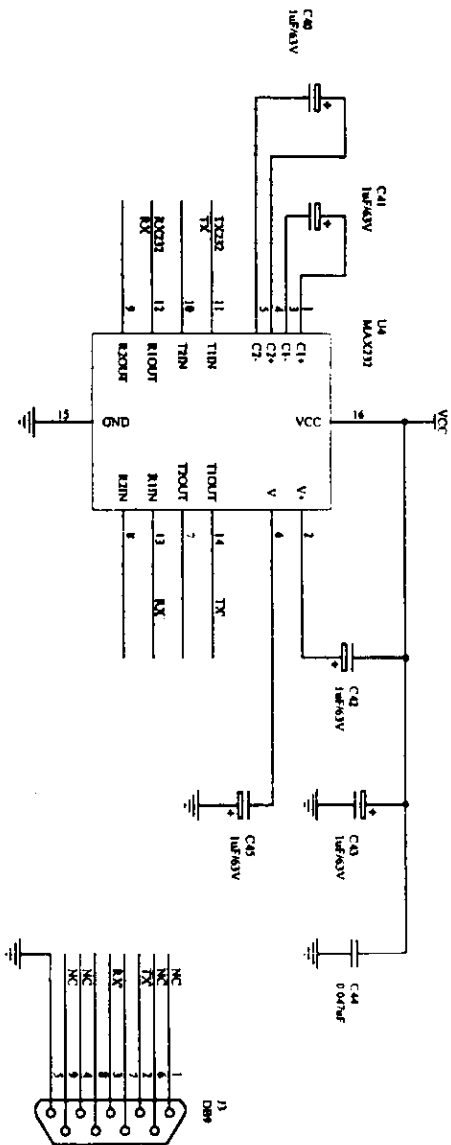 C40
1uF/63V
C41
1uF/63V
U4
MAX232
VCC
1
3
4
5
16
C1+
C1-
C2+
C2-
VCC
V+
V
2
6
TX232
TX
11
10
RX232
RX
12
9
T1IN
T2IN
R1OUT
R2OUT
T1OUT
T2OUT
R1IN
R2IN
14
7
13
8
TX
RX
GND
15
C42
1uF/63V
C43
1uF/63V
C44
0.047uF
C45
1uF/63V
J3
DB9
NC
NC
TX
RX
NC
NC
1
6
2
7
3
8
4
9
5